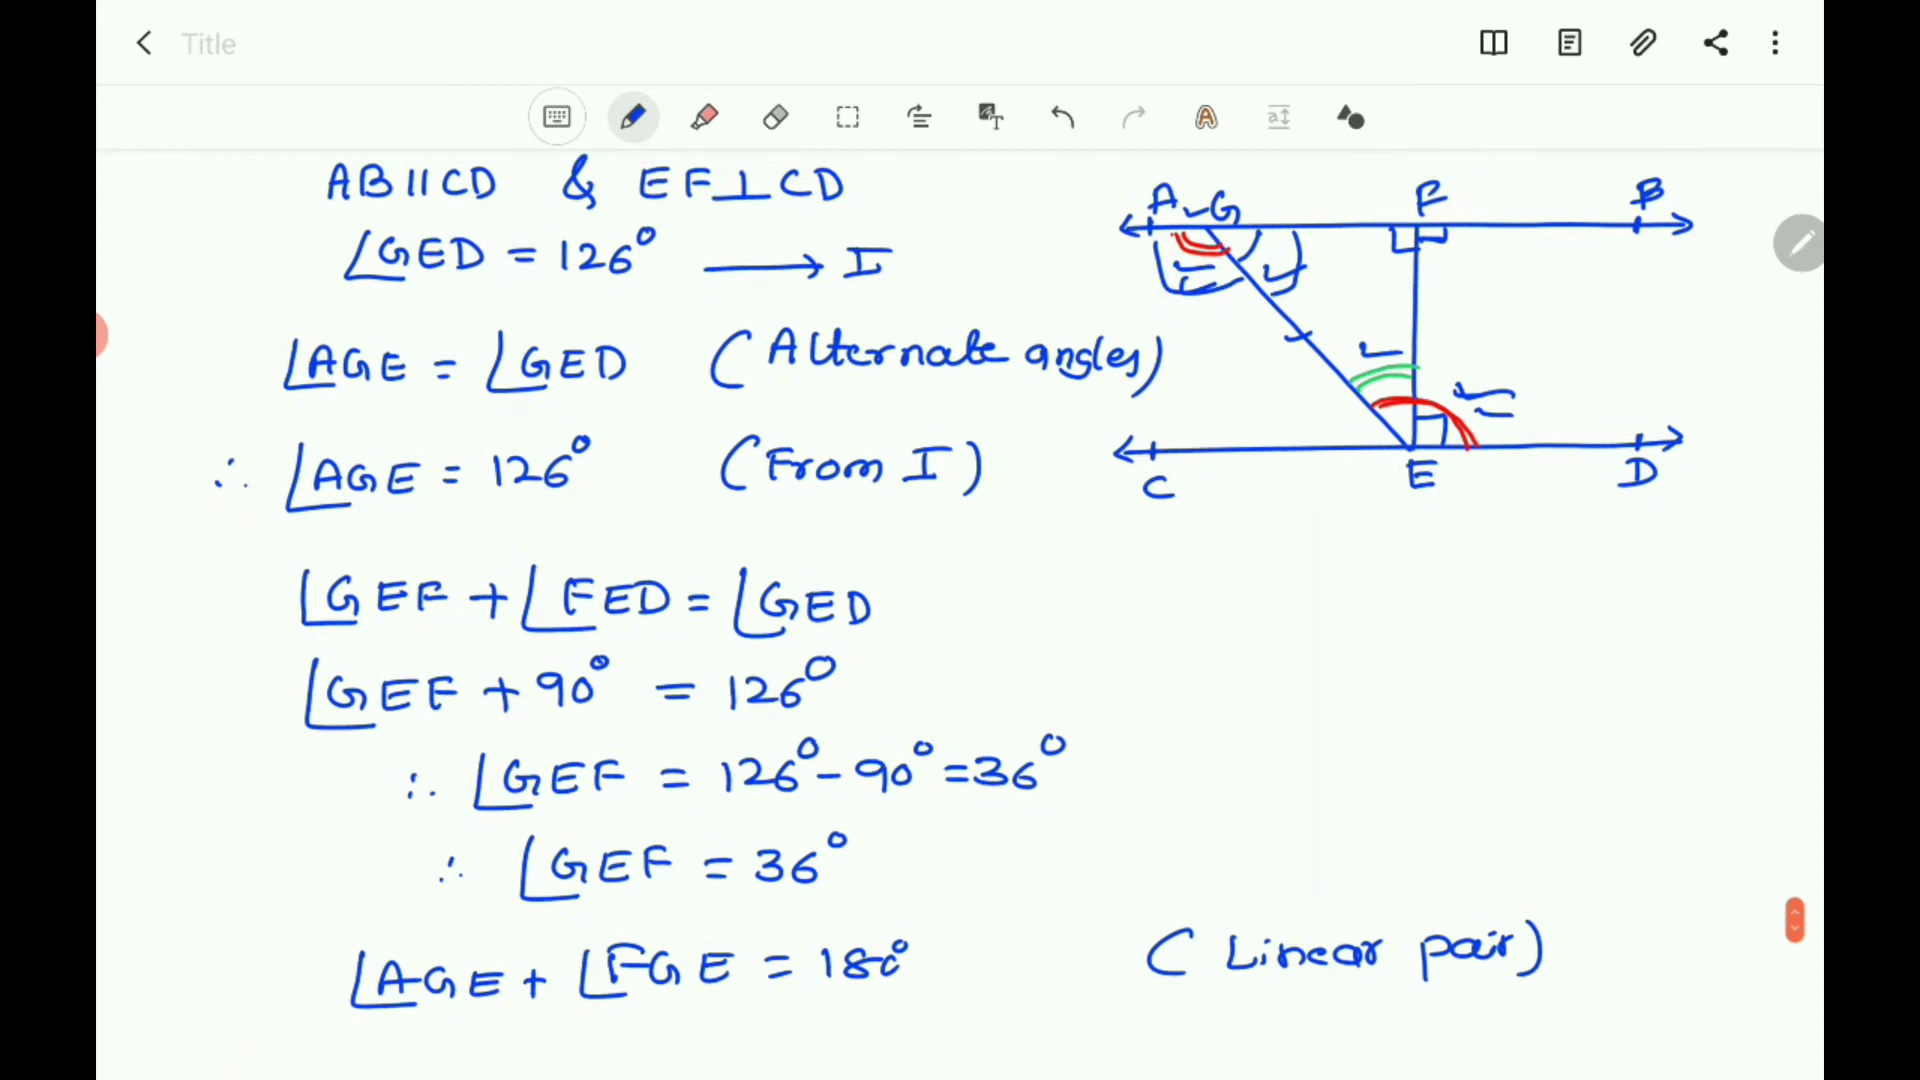 Title
AB||CD & EF⊥CD
∠GED = 126° ⟶ I
∠AGE = ∠GED (Alternate angles)
∴ ∠AGE = 126° (From I)
∠GEF + ∠FED = ∠GED
∠GEF + 90° = 126°
∴ ∠GEF = 126° - 90° = 36°
∴ ∠GEF = 36°
∠AGE + ∠FGE = 180° (Linear pair)
A G F B
C E D